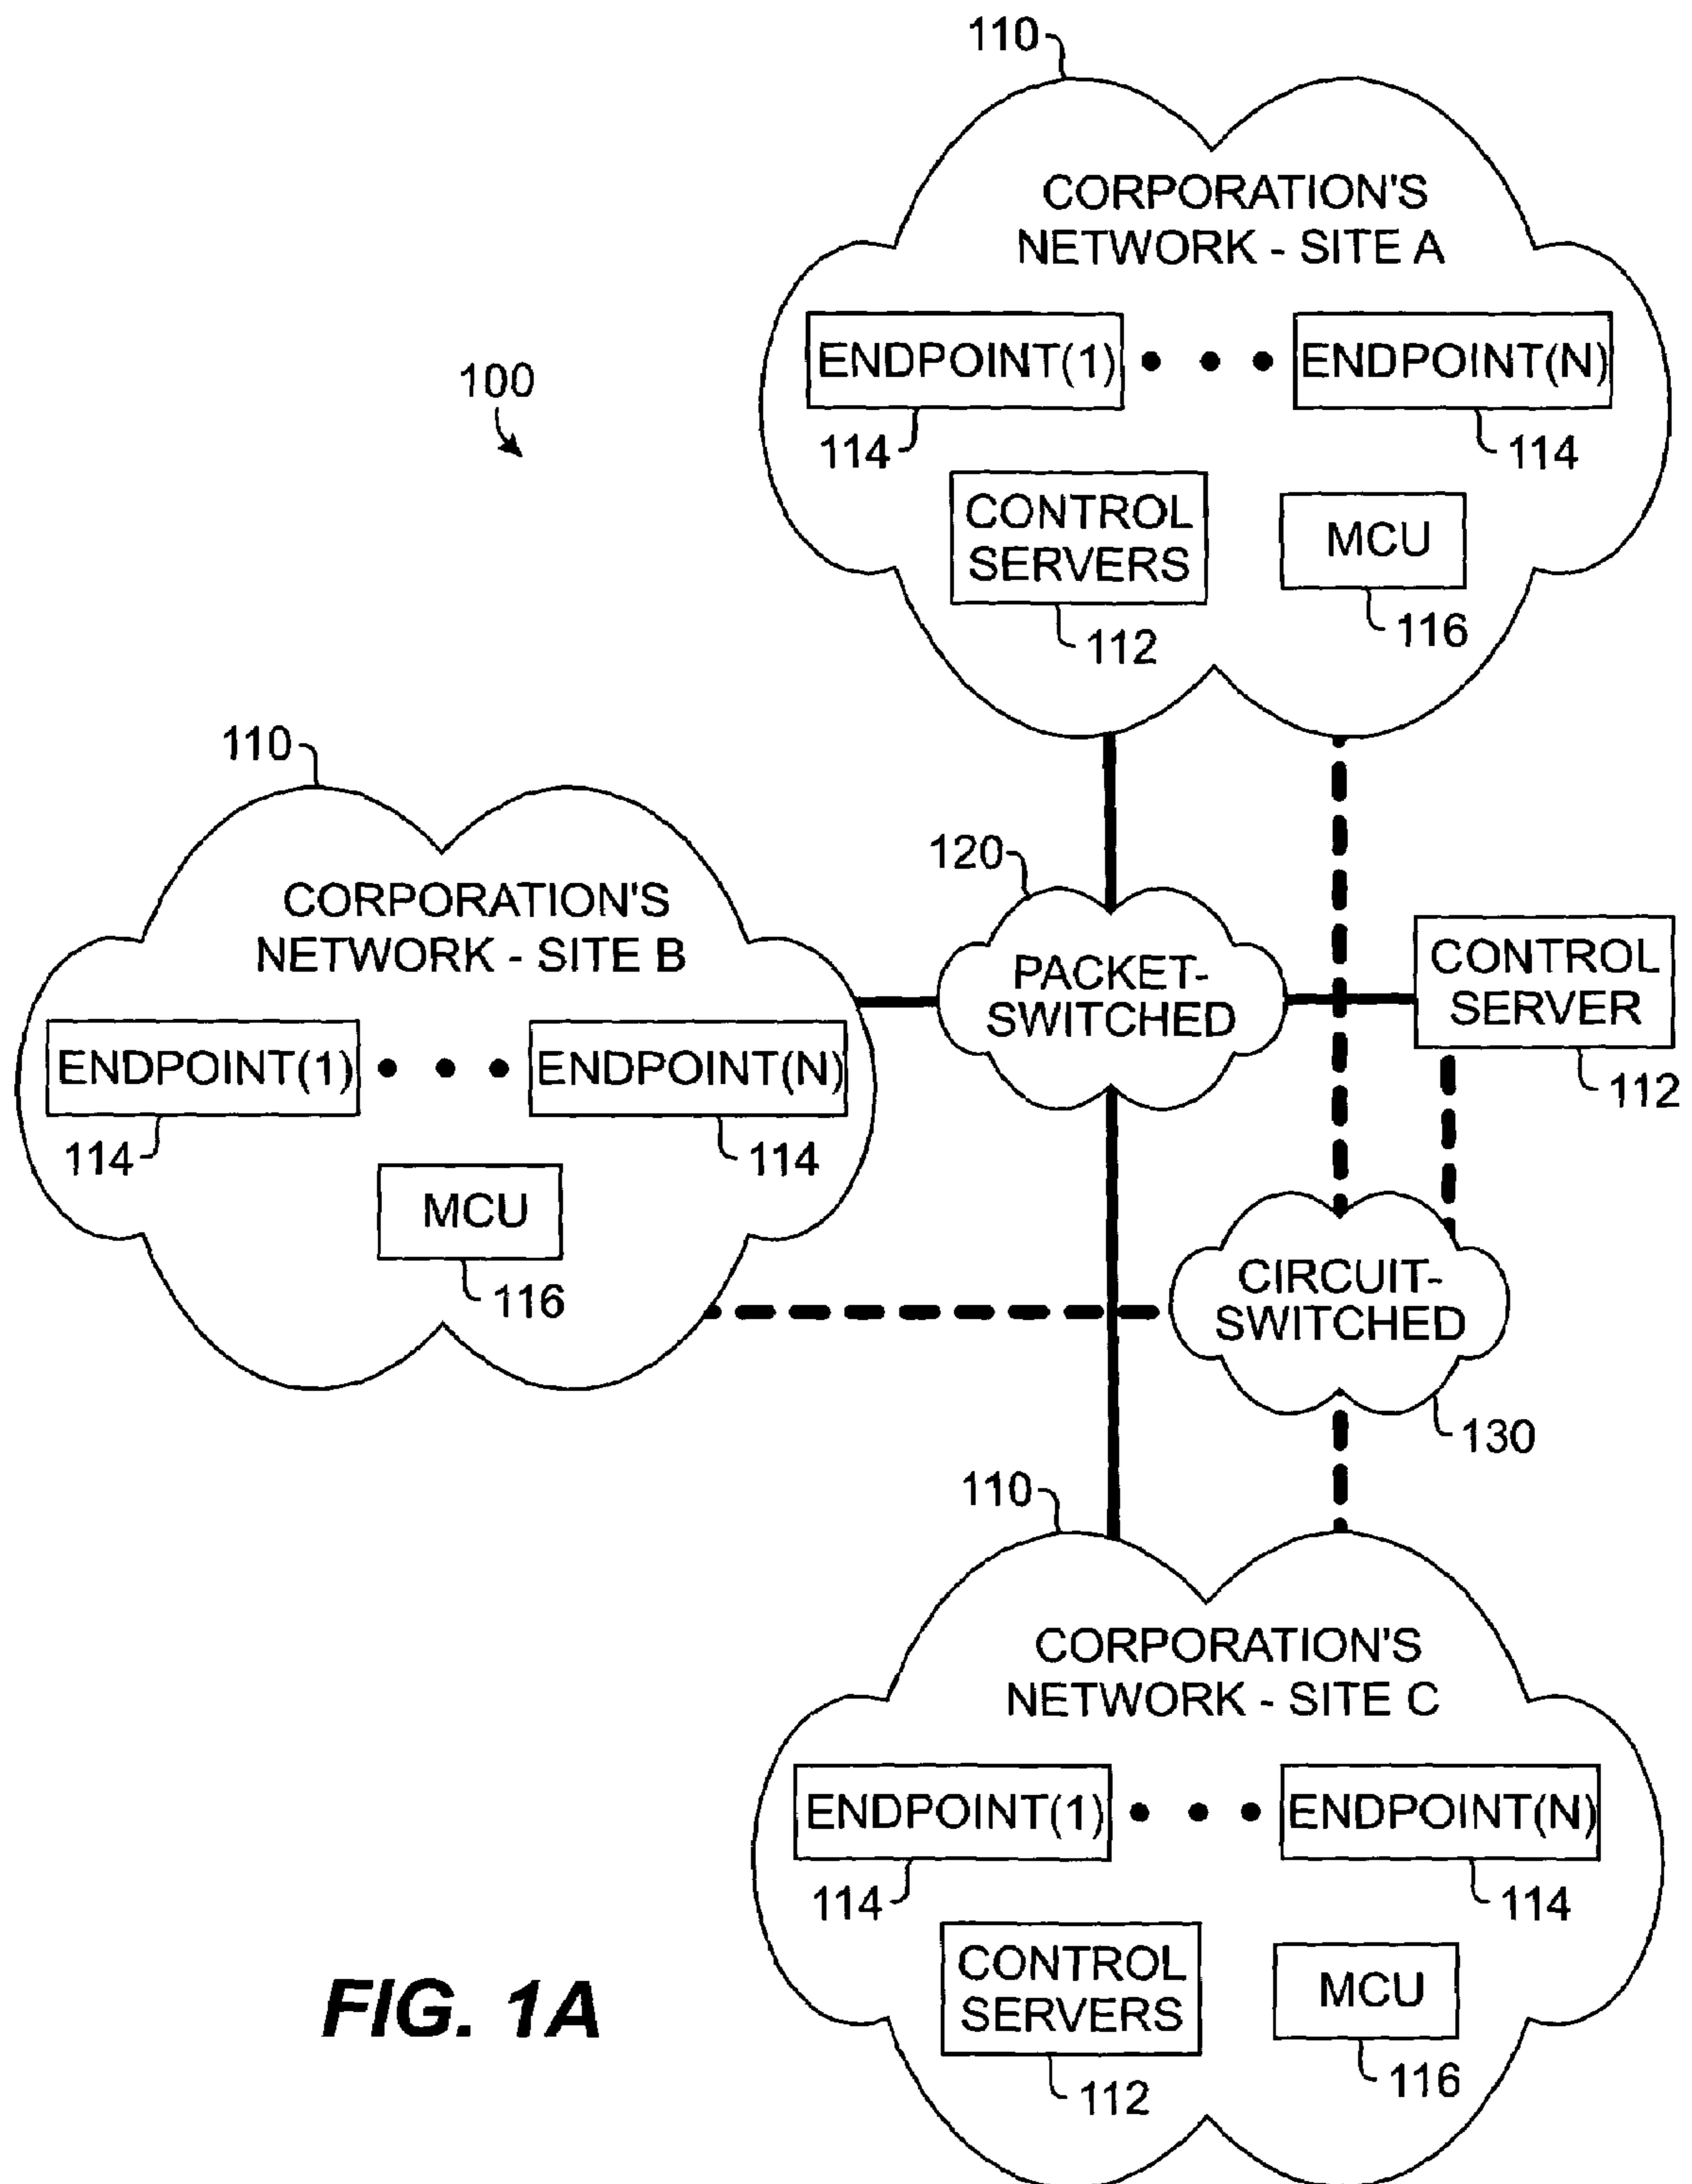 110
CORPORATION'S
NETWORK - SITE A
ENDPOINT(1) • • • ENDPOINT(N)
114
114
100
CONTROL
SERVERS
MCU
112
116
110
CORPORATION'S
NETWORK - SITE B
ENDPOINT(1) • • • ENDPOINT(N)
114
114
MCU
116
120
PACKET-
SWITCHED
CONTROL
SERVER
112
CIRCUIT-
SWITCHED
130
110
CORPORATION'S
NETWORK - SITE C
ENDPOINT(1) • • • ENDPOINT(N)
114
114
CONTROL
SERVERS
MCU
112
116
FIG. 1A